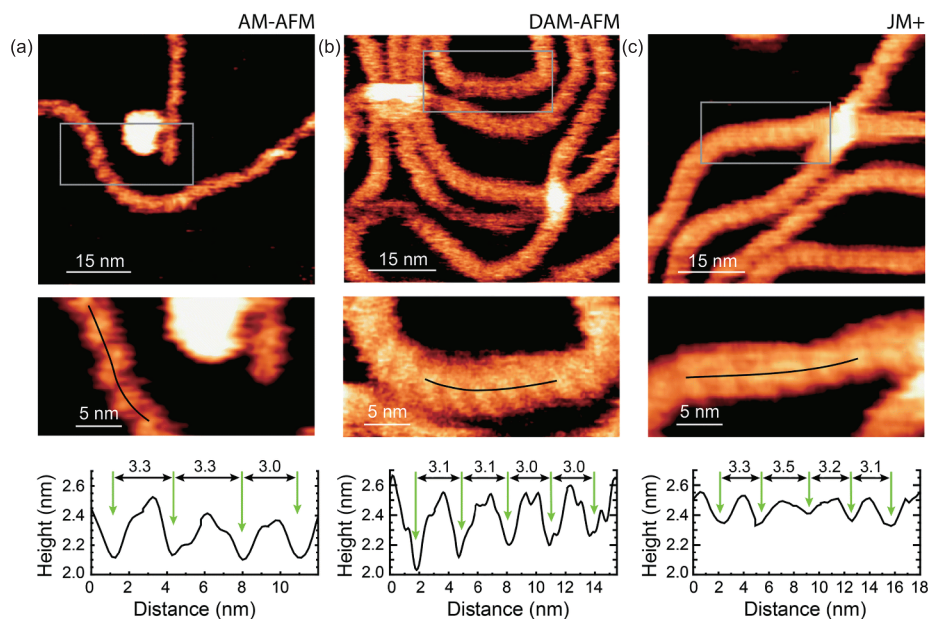 AM-AFM
DAM-AFM
JM+
(a)
(b)
(c)
15 nm
15 nm
15 nm
5 nm
5 nm
5 nm
3.3 3.3 3.0
3.1 3.1 3.0 3.0
3.3 3.5 3.2 3.1
Height (nm)
2.6
2.4
2.2
2.0
0 2 4 6 8 10
Distance (nm)
Height (nm)
2.6
2.4
2.2
2.0
0 2 4 6 8 10 12 14
Distance (nm)
Height (nm)
2.6
2.4
2.2
2.0
0 2 4 6 8 10 12 14 16 18
Distance (nm)